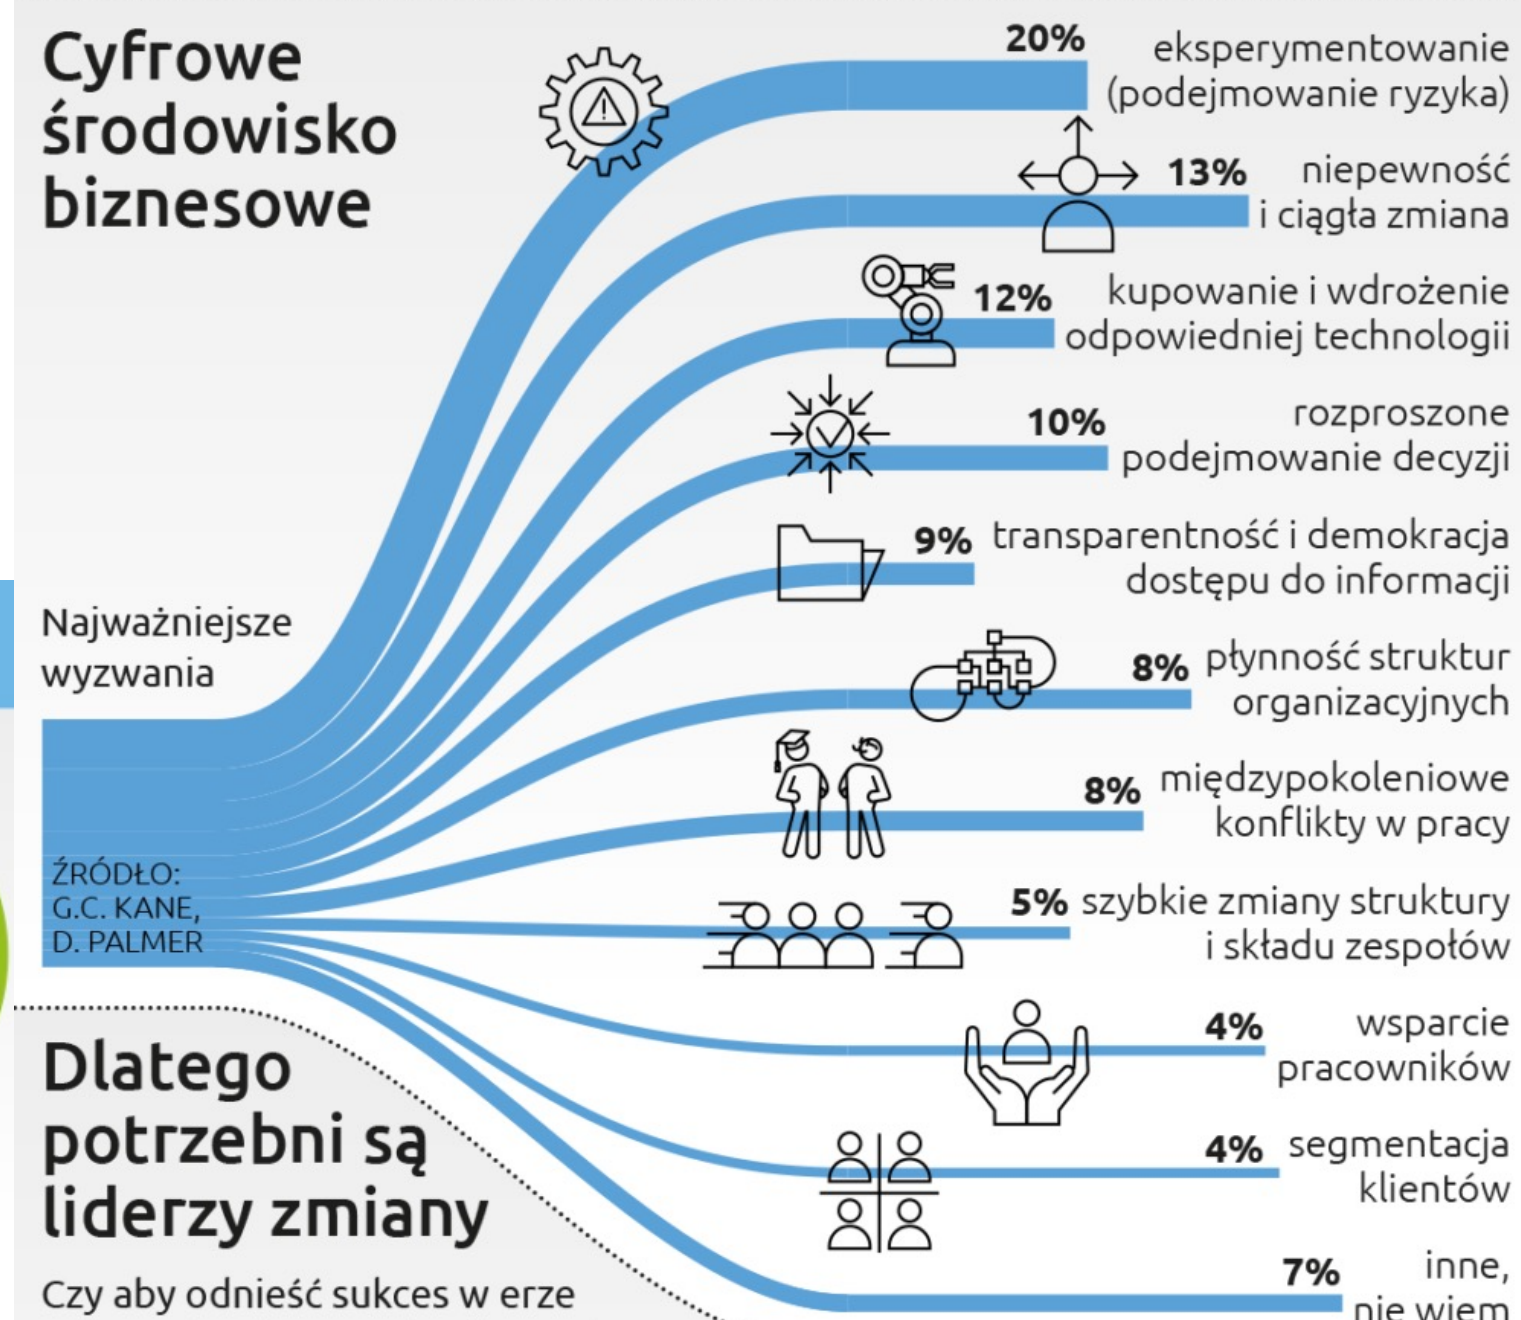 Cyfrowe
środowisko
biznesowe
20%
eksperymentowanie
(podejmowanie ryzyka)
13%
niepewność
i ciągła zmiana
12%
kupowanie i wdrożenie
odpowiedniej technologii
10%
rozproszone
podejmowanie decyzji
9%
transparentność i demokracja
dostępu do informacji
8%
płynność struktur
organizacyjnych
8%
międzypokoleniowe
konflikty w pracy
5%
szybkie zmiany struktury
i składu zespołów
4%
wsparcie
pracowników
4%
segmentacja
klientów
7%
inne,
nie wiem
Najważniejsze
wyzwania
ŹRÓDŁO:
G.C. KANE,
D. PALMER
Dlatego
potrzebni są
liderzy zmiany
Czy aby odnieść sukces w erze